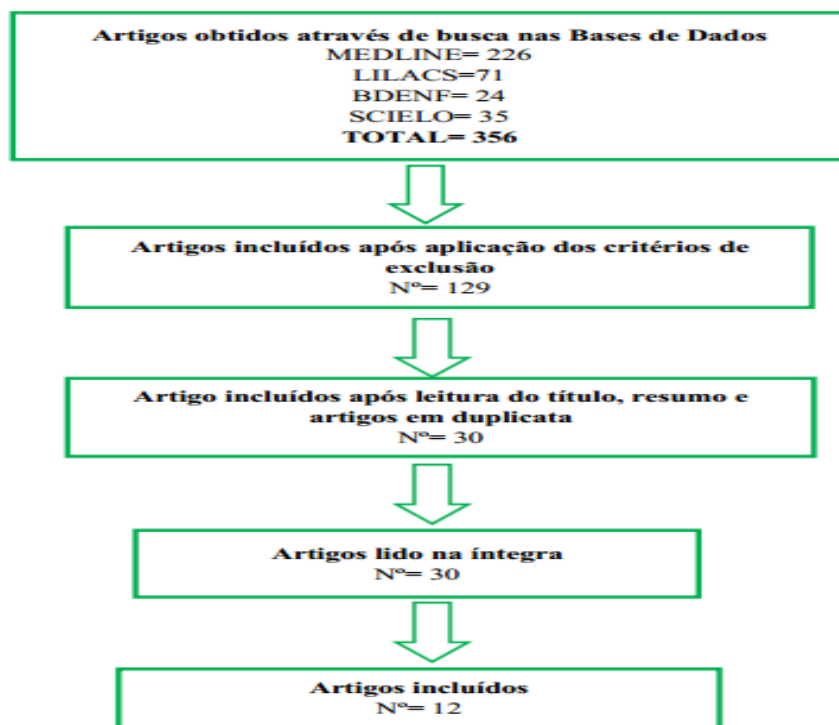 Artigos obtidos através de busca nas Bases de Dados
MEDLINE= 226
LILACS=71
BDENF= 24
SCIELO= 35
TOTAL= 356
Artigos incluídos após aplicação dos critérios de
exclusão
Nº= 129
Artigo incluídos após leitura do título, resumo e
artigos em duplicata
Nº= 30
Artigos lido na íntegra
Nº= 30
Artigos incluídos
Nº= 12